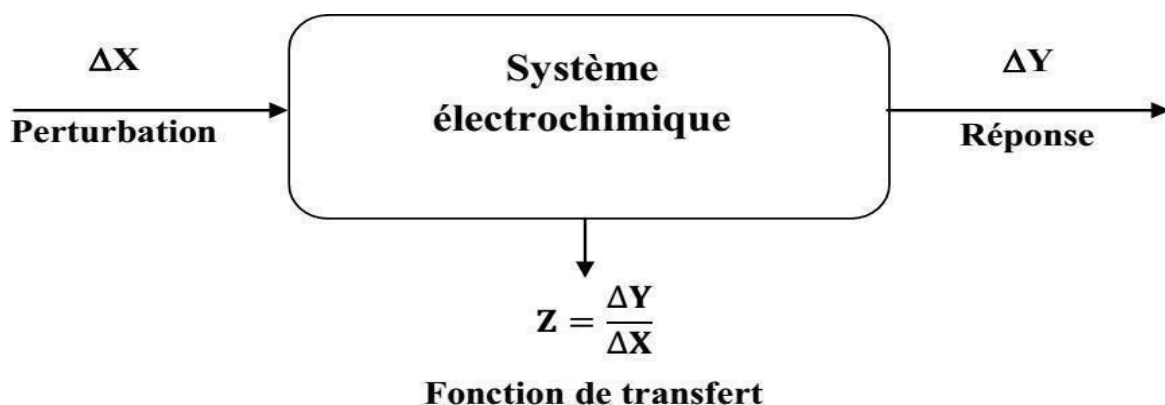 ΔX
Perturbation
Système
électrochimique
ΔY
Réponse
Z = ΔY/ΔX
Fonction de transfert